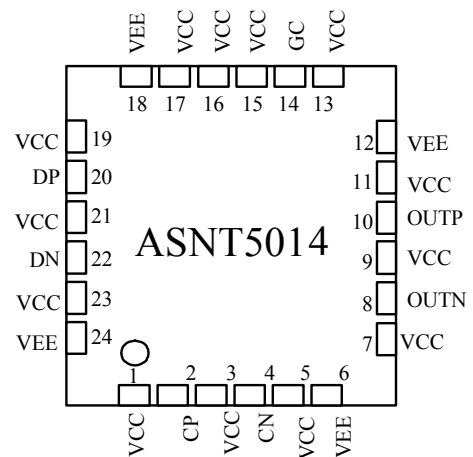 VEE VCC VCC VCC GC VCC
18 17 16 15 14 13
VCC 19
DP 20
VCC 21
DN 22
VCC 23
VEE 24
ASNT5014
12 VEE
11 VCC
10 OUTP
9 VCC
8 OUTN
7 VCC
1 2 3 4 5 6
VCC CP VCC CN VCC VEE